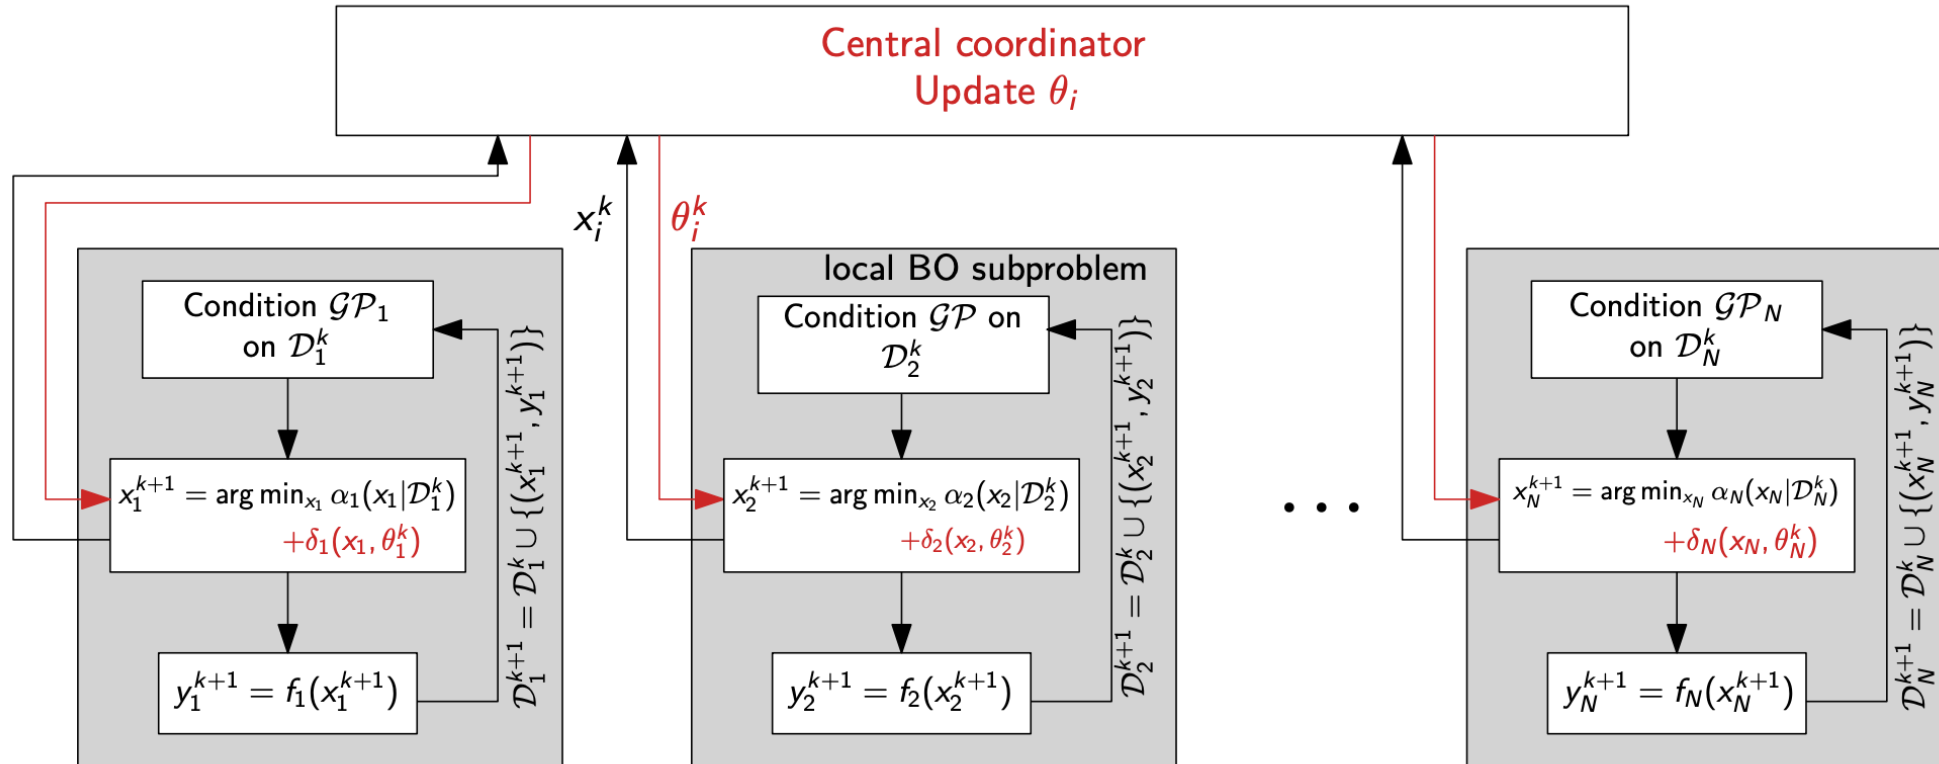 Central coordinator
Update θ_i
x_i^k
θ_i^k
Condition 𝒢𝒫_1
on 𝒟_1^k
x_1^{k+1} = arg min_{x_1} α_1(x_1|𝒟_1^k)
+δ_1(x_1, θ_1^k)
y_1^{k+1} = f_1(x_1^{k+1})
𝒟_1^{k+1} = 𝒟_1^k ∪ {(x_1^{k+1}, y_1^{k+1})}
local BO subproblem
Condition 𝒢𝒫 on
𝒟_2^k
x_2^{k+1} = arg min_{x_2} α_2(x_2|𝒟_2^k)
+δ_2(x_2, θ_2^k)
y_2^{k+1} = f_2(x_2^{k+1})
𝒟_2^{k+1} = 𝒟_2^k ∪ {(x_2^{k+1}, y_2^{k+1})}
• • •
Condition 𝒢𝒫_N
on 𝒟_N^k
x_N^{k+1} = arg min_{x_N} α_N(x_N|𝒟_N^k)
+δ_N(x_N, θ_N^k)
y_N^{k+1} = f_N(x_N^{k+1})
𝒟_N^{k+1} = 𝒟_N^k ∪ {(x_N^{k+1}, y_N^{k+1})}